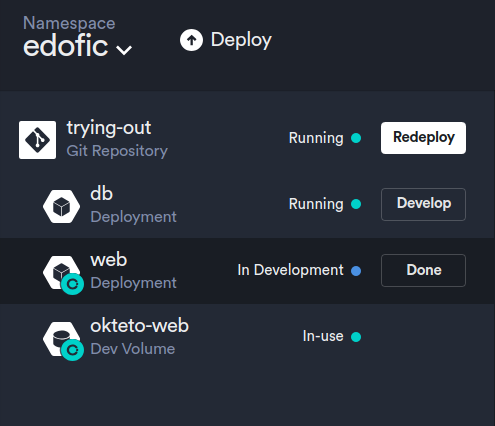 Namespace
edofic
Deploy
trying-out
Git Repository
Running
Redeploy
db
Deployment
Running
Develop
web
Deployment
In Development
Done
okteto-web
Dev Volume
In-use